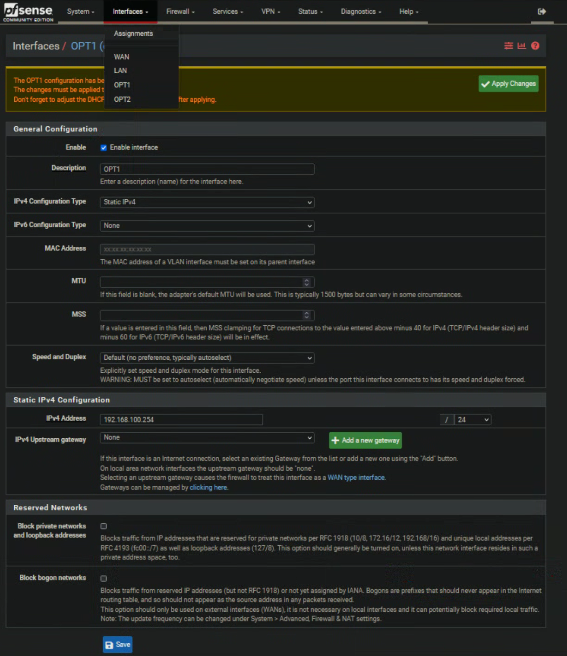 pfsense
COMMUNITY EDITION
System
Interfaces
Firewall
Services
VPN
Status
Diagnostics
Help
Assignments
WAN
LAN
OPT1
OPT2
Interfaces / OPT1 (
The OPT1 configuration has be
The changes must be applied t
Don't forget to adjust the DHCP after applying.
Apply Changes
General Configuration
Enable Enable interface
Description OPT1
Enter a description (name) for the interface here.
IPv4 Configuration Type Static IPv4
IPv6 Configuration Type None
MAC Address xx:xx:xx:xx:xx:xx
The MAC address of a VLAN interface must be set on its parent interface
MTU
If this field is blank, the adapter's default MTU will be used. This is typically 1500 bytes but can vary in some circumstances.
MSS
If a value is entered in this field, then MSS clamping for TCP connections to the value entered above minus 40 for IPv4 (TCP/IPv4 header size) and
minus 60 for IPv6 (TCP/IPv6 header size) will be in effect.
Speed and Duplex Default (no preference, typically autoselect)
Explicitly set speed and duplex mode for this interface.
WARNING: MUST be set to autoselect (automatically negotiate speed) unless the port this interface connects to has its speed and duplex forced.
Static IPv4 Configuration
IPv4 Address 192.168.100.254 / 24
IPv4 Upstream gateway None + Add a new gateway
If this interface is an Internet connection, select an existing Gateway from the list or add a new one using the "Add" button.
On local area network interfaces the upstream gateway should be "none".
Selecting an upstream gateway causes the firewall to treat this interface as a WAN type interface.
Gateways can be managed by clicking here.
Reserved Networks
Block private networks
and loopback addresses
Blocks traffic from IP addresses that are reserved for private networks per RFC 1918 (10/8, 172.16/12, 192.168/16) and unique local addresses per
RFC 4193 (fc00::/7) as well as loopback addresses (127/8). This option should generally be turned on, unless this network interface resides in such a
private address space, too.
Block bogon networks
Blocks traffic from reserved IP addresses (but not RFC 1918) or not yet assigned by IANA. Bogons are prefixes that should never appear in the Internet
routing table, and so should not appear as the source address in any packets received.
This option should only be used on external interfaces (WANs), it is not necessary on local interfaces and it can potentially block required local traffic.
Note: The update frequency can be changed under System > Advanced, Firewall & NAT settings.
Save